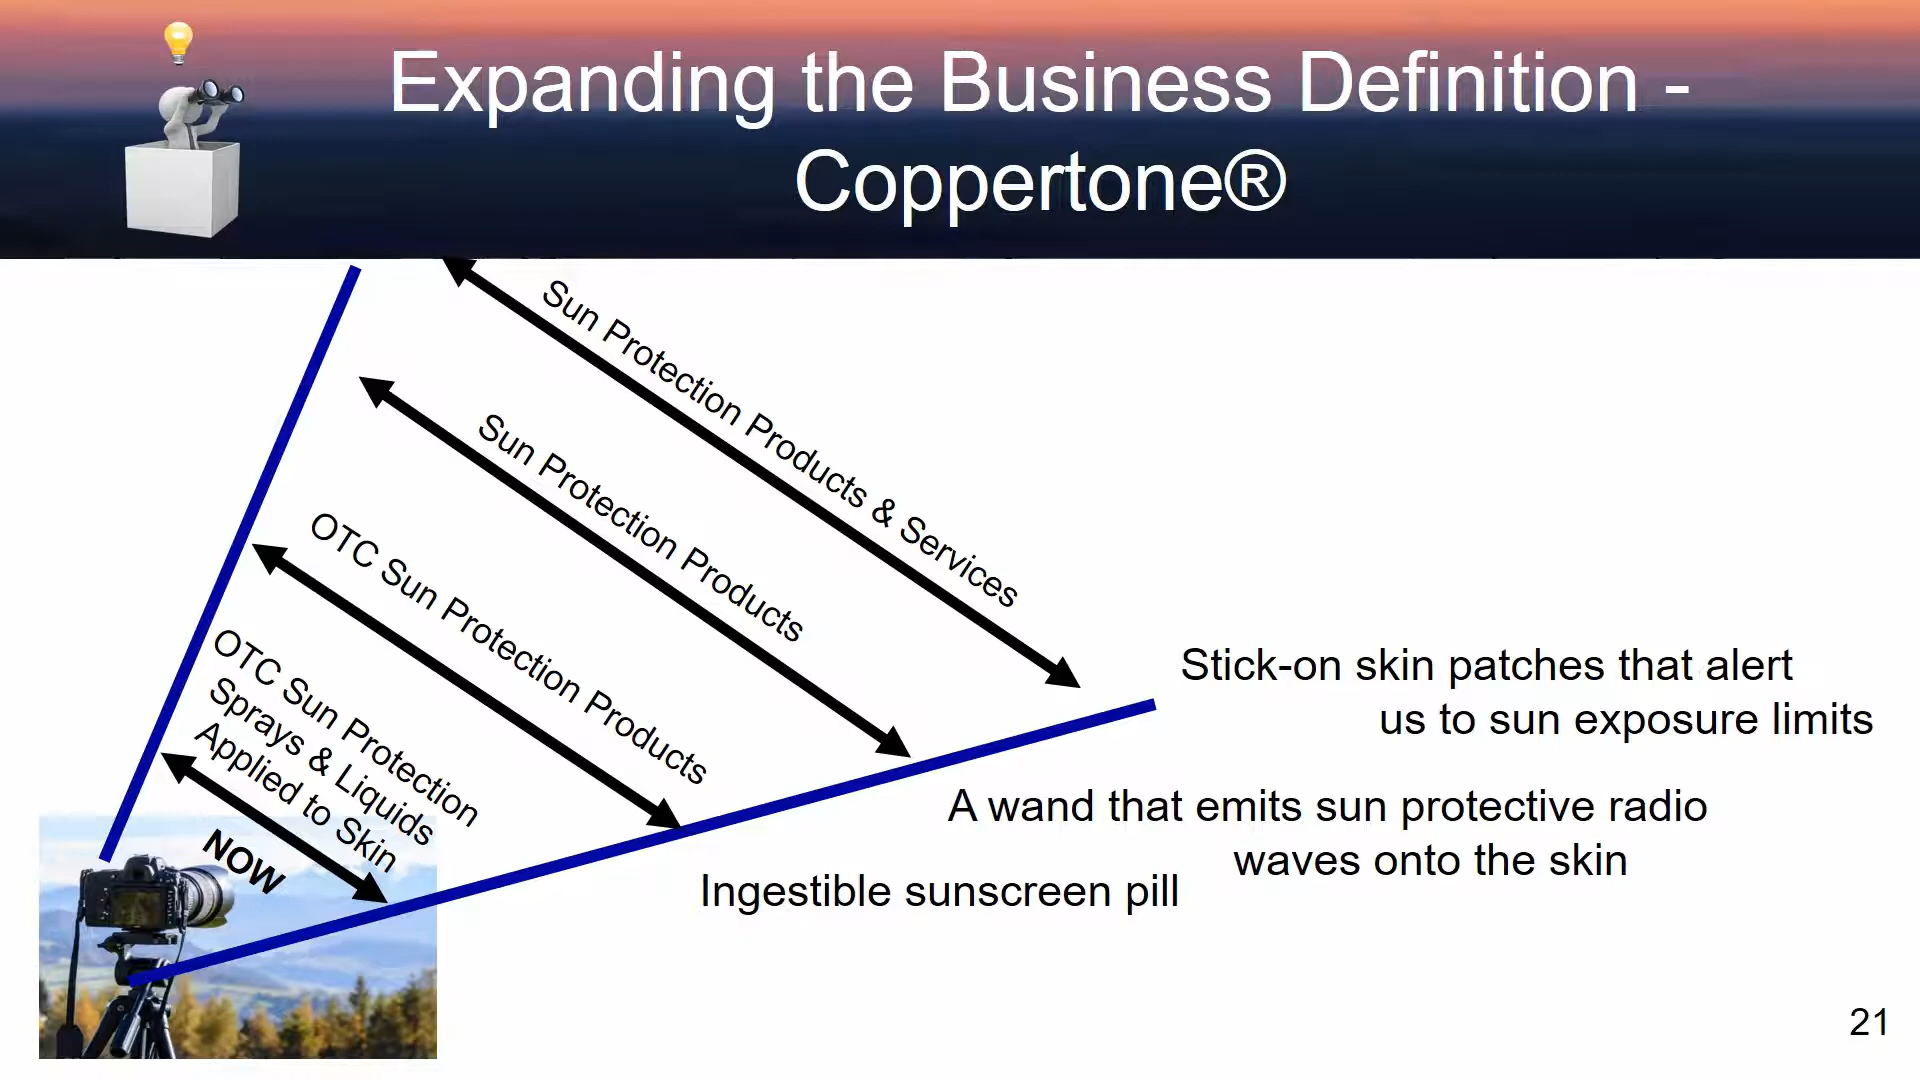 Expanding the Business Definition -
Coppertone®
Sun Protection Products & Services
Sun Protection Products
OTC Sun Protection Products
OTC Sun Protection
Sprays & Liquids
Applied to Skin
NOW
Stick-on skin patches that alert
us to sun exposure limits
A wand that emits sun protective radio
waves onto the skin
Ingestible sunscreen pill
21